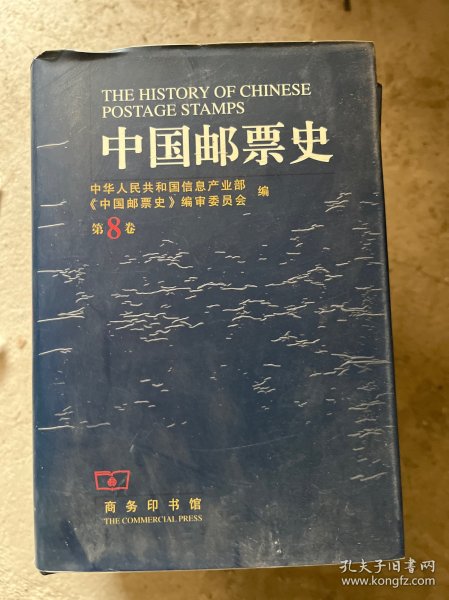 THE HISTORY OF CHINESE
POSTAGE STAMPS
中国邮票史
中华人民共和国信息产业部
《中国邮票史》编审委员会
编
第8卷
商务印书馆
THE COMMERCIAL PRESS
孔夫子旧书网
www.kongfz.com